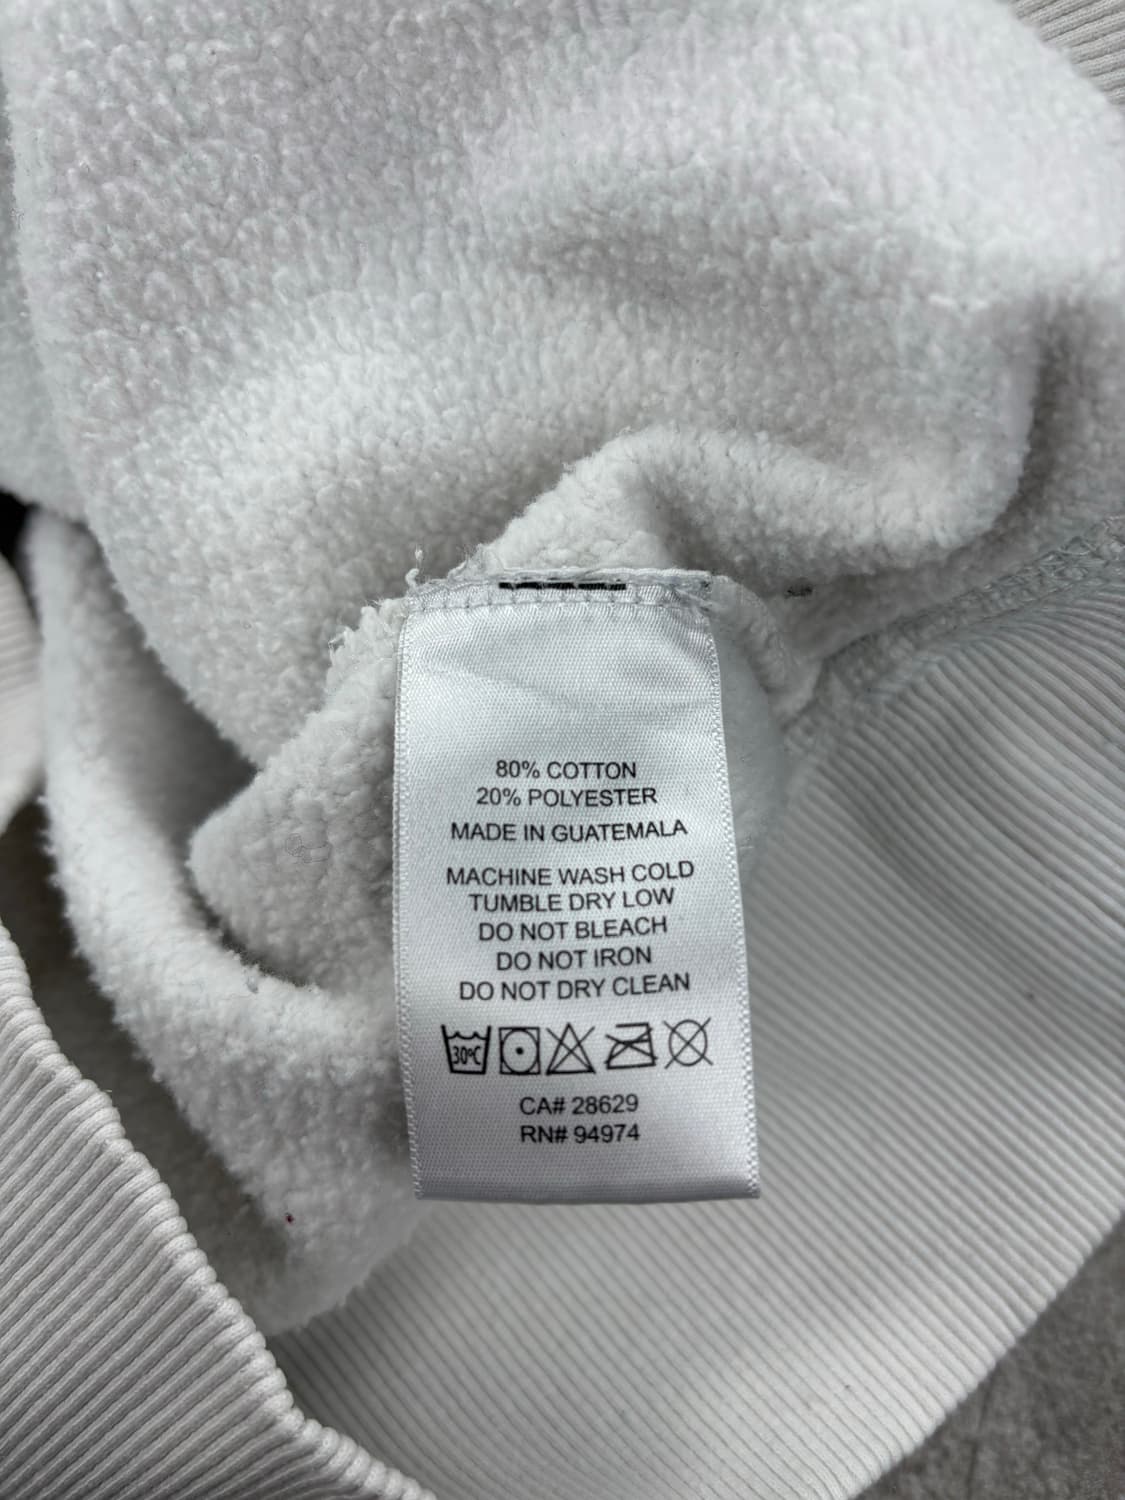 80% COTTON
20% POLYESTER
MADE IN GUATEMALA
MACHINE WASH COLD
TUMBLE DRY LOW
DO NOT BLEACH
DO NOT IRON
DO NOT DRY CLEAN
30°C
CA# 28629
RN# 94974